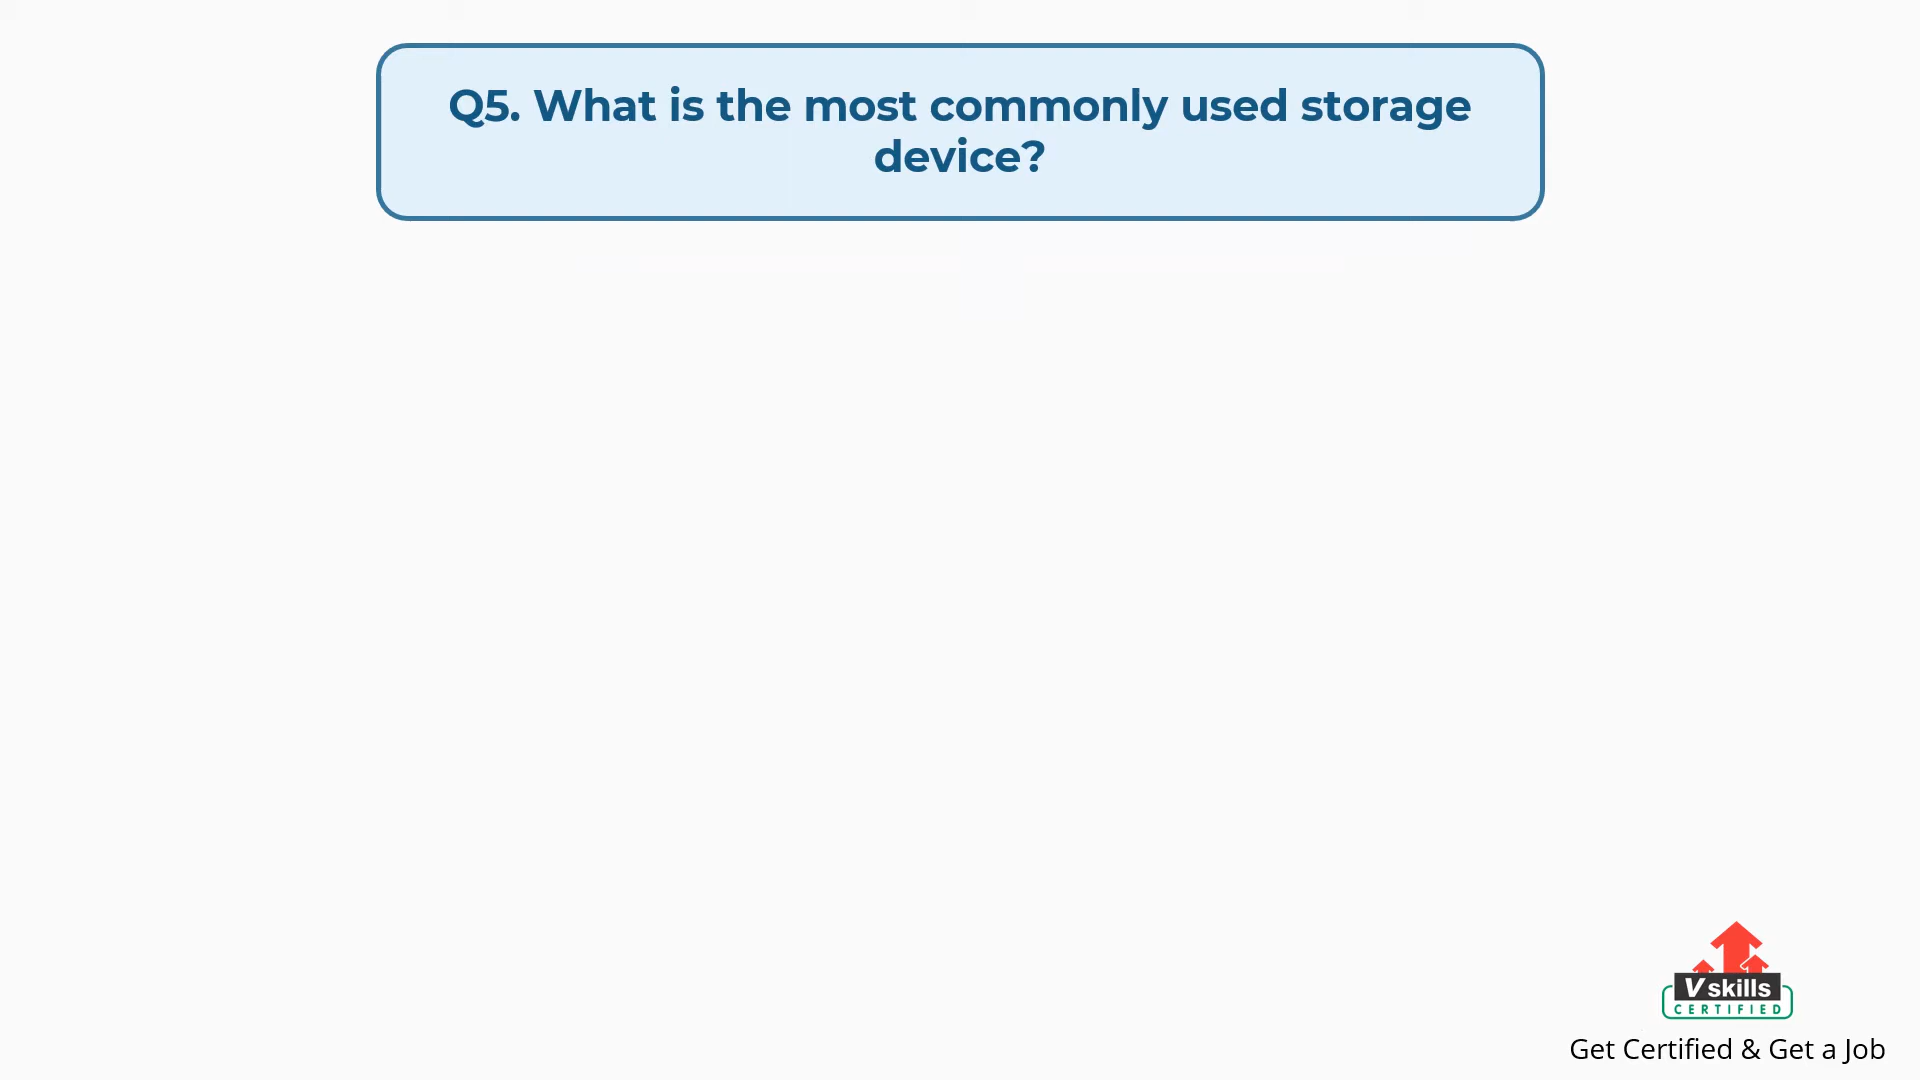 Q5. What is the most commonly used storage
device?
Vskills
CERTIFIED
Get Certified & Get a Job